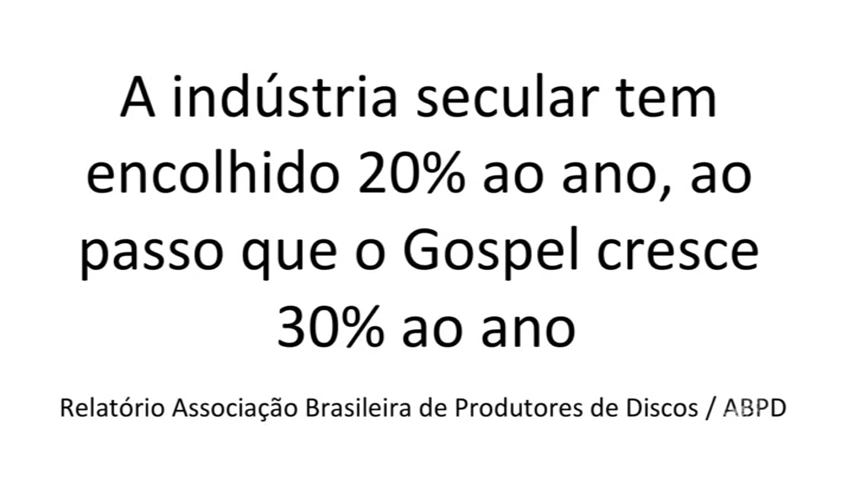 A indústria secular tem
encolhido 20% ao ano, ao
passo que o Gospel cresce
30% ao ano
Relatório Associação Brasileira de Produtores de Discos / ABPD